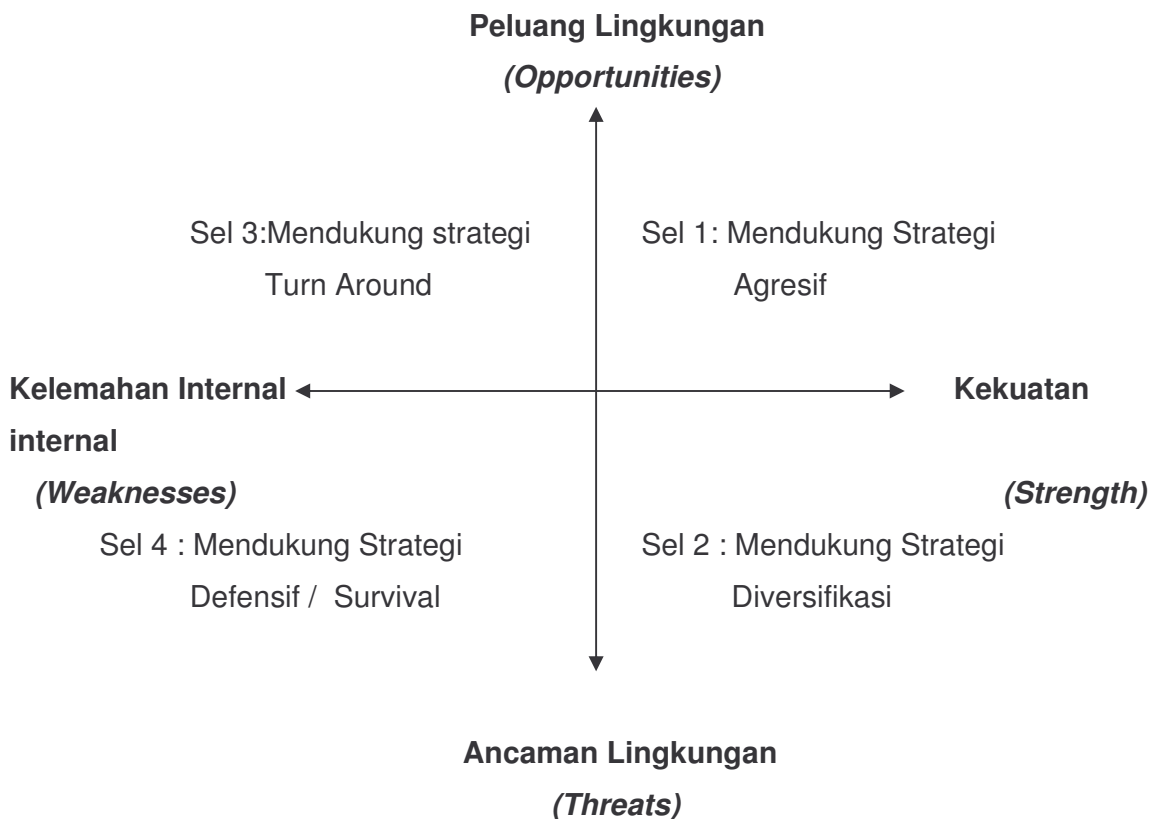 Peluang Lingkungan
(Opportunities)
Sel 3:Mendukung strategi
Turn Around
Sel 1: Mendukung Strategi
Agresif
Kelemahan Internal
internal
(Weaknesses)
Kekuatan
(Strength)
Sel 4 : Mendukung Strategi
Defensif / Survival
Sel 2 : Mendukung Strategi
Diversifikasi
Ancaman Lingkungan
(Threats)